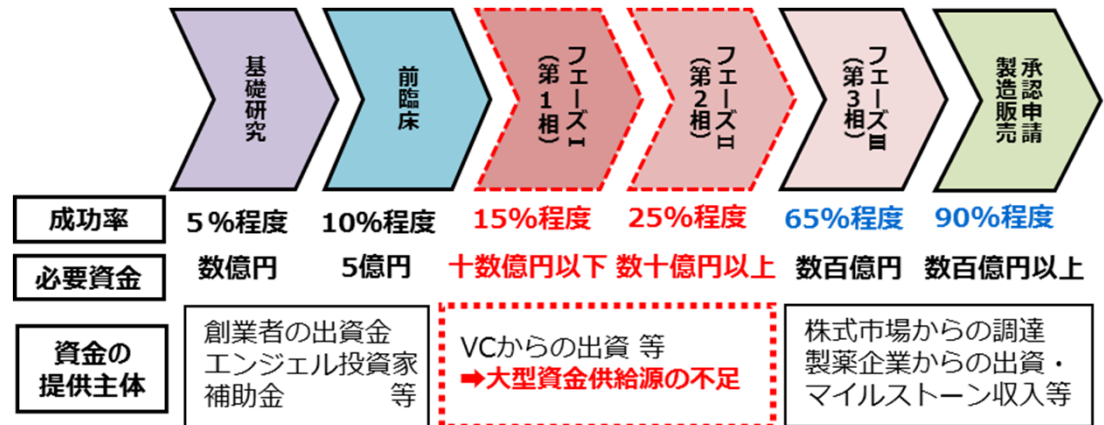 基礎研究
前臨床
フェーズⅠ
(第1相)
フェーズⅡ
(第2相)
フェーズⅢ
(第3相)
承認申請
製造販売
成功率
5%程度
10%程度
15%程度
25%程度
65%程度
90%程度
必要資金
数億円
5億円
十数億円以下
数十億円以上
数百億円
数百億円以上
資金の
提供主体
創業者の出資金
エンジェル投資家
補助金 等
VCからの出資 等
➡大型資金供給源の不足
株式市場からの調達
製薬企業からの出資・
マイルストーン収入等